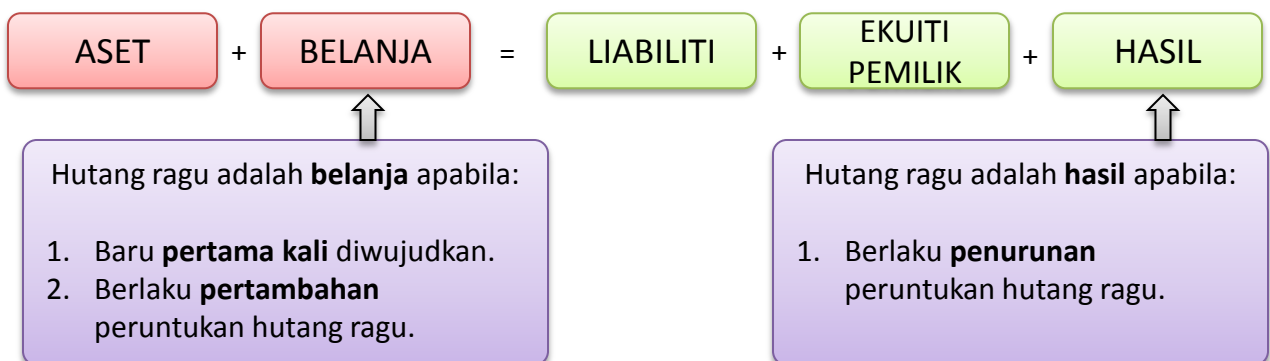 ASET + BELANJA = LIABILITI + EKUITI PEMILIK + HASIL
Hutang ragu adalah belanja apabila:
1. Baru pertama kali diwujudkan.
2. Berlaku pertambahan
peruntukan hutang ragu.
Hutang ragu adalah hasil apabila:
1. Berlaku penurunan
peruntukan hutang ragu.